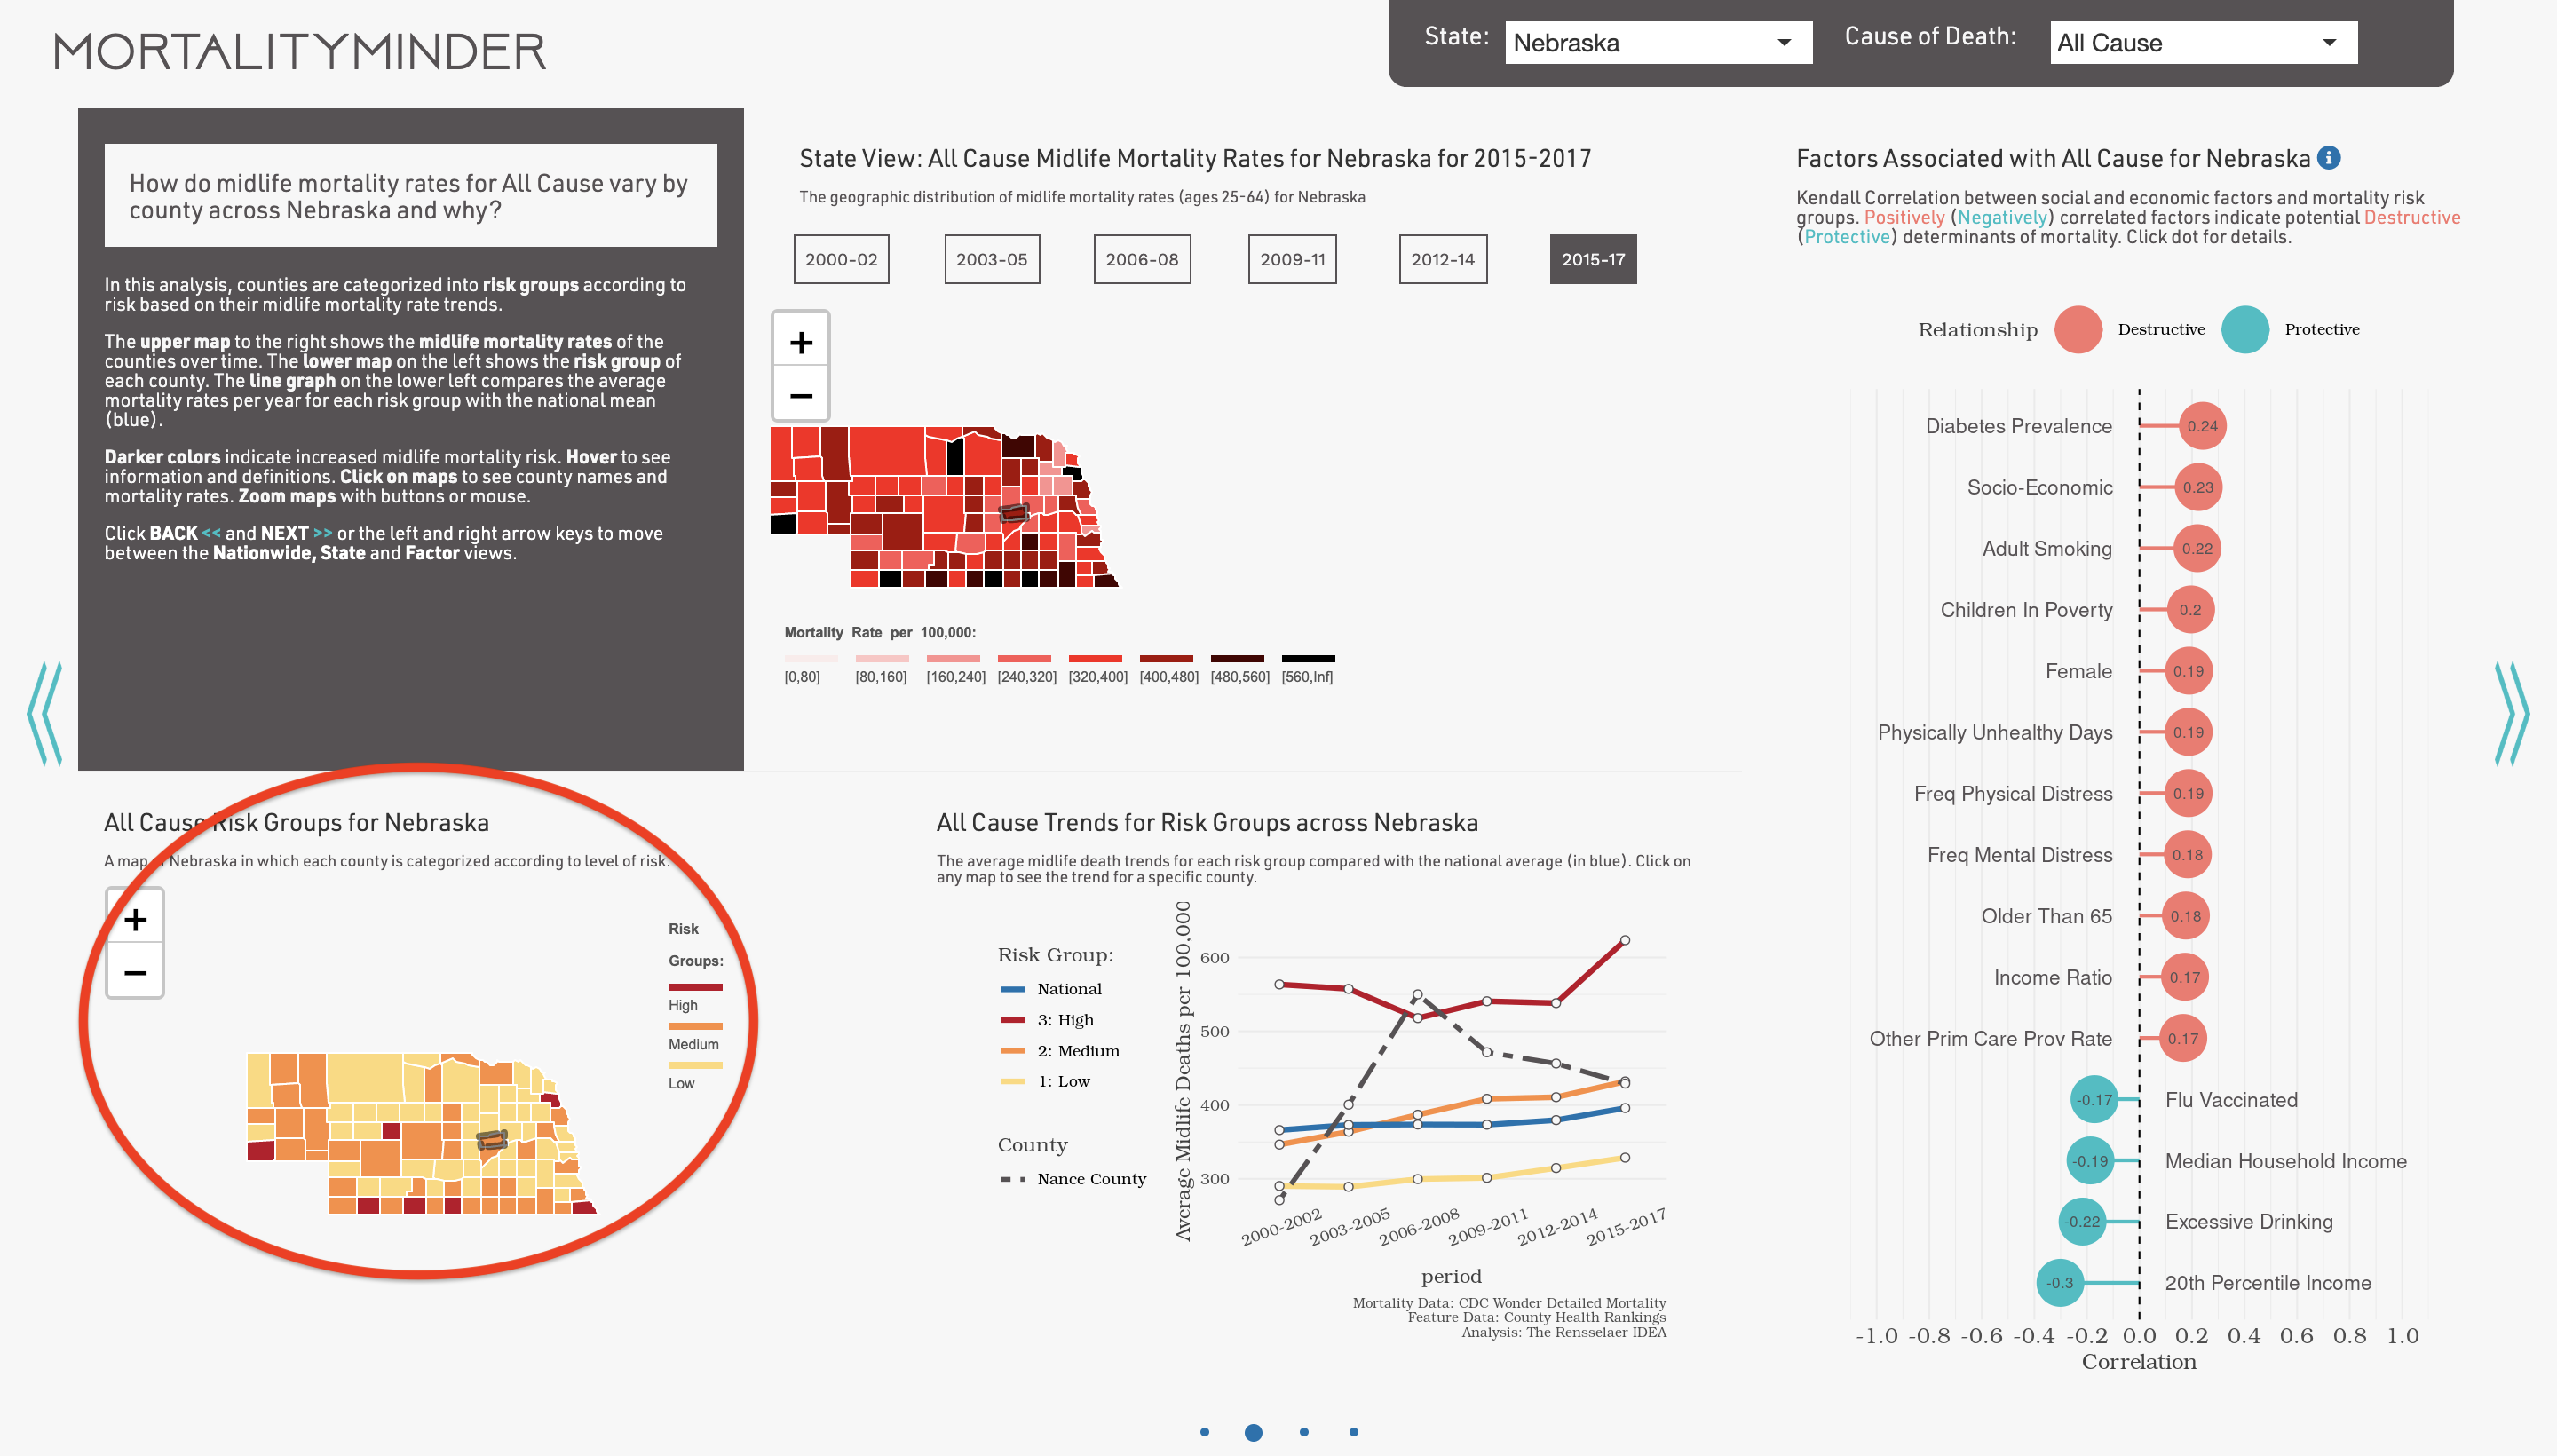 MORTALITYMINDER
State:
Nebraska
Cause of Death:
All Cause
How do midlife mortality rates for All Cause vary by
county across Nebraska and why?
In this analysis, counties are categorized into risk groups according to
risk based on their midlife mortality rate trends.
The upper map to the right shows the midlife mortality rates of the
counties over time. The lower map on the left shows the risk group of
each county. The line graph on the lower left compares the average
mortality rates per year for each risk group with the national mean
(blue).
Darker colors indicate increased midlife mortality risk. Hover to see
information and definitions. Click on maps to see county names and
mortality rates. Zoom maps with buttons or mouse.
Click BACK << and NEXT >> or the left and right arrow keys to move
between the Nationwide, State and Factor views.
State View: All Cause Midlife Mortality Rates for Nebraska for 2015-2017
The geographic distribution of midlife mortality rates (ages 25-64) for Nebraska
2000-02
2003-05
2006-08
2009-11
2012-14
2015-17
+
−
Mortality Rate per 100,000:
[0,80]
[80,160]
[160,240]
[240,320]
[320,400]
[400,480]
[480,560]
[560,Inf]
All Cause Risk Groups for Nebraska
A map of Nebraska in which each county is categorized according to level of risk.
+
−
Risk
Groups:
High
Medium
Low
All Cause Trends for Risk Groups across Nebraska
The average midlife death trends for each risk group compared with the national average (in blue). Click on
any map to see the trend for a specific county.
Risk Group:
National
3: High
2: Medium
1: Low
County
Nance County
Average Midlife Deaths per 100,000
600
500
400
300
2000-2002
2003-2005
2006-2008
2009-2011
2012-2014
2015-2017
period
Mortality Data: CDC Wonder Detailed Mortality
Feature Data: County Health Rankings
Analysis: The Rensselaer IDEA
Factors Associated with All Cause for Nebraska i
Kendall Correlation between social and economic factors and mortality risk
groups. Positively (Negatively) correlated factors indicate potential Destructive
(Protective) determinants of mortality. Click dot for details.
Relationship
Destructive
Protective
Diabetes Prevalence 0.24
Socio-Economic 0.23
Adult Smoking 0.22
Children In Poverty 0.2
Female 0.19
Physically Unhealthy Days 0.19
Freq Physical Distress 0.19
Freq Mental Distress 0.18
Older Than 65 0.18
Income Ratio 0.17
Other Prim Care Prov Rate 0.17
-0.17 Flu Vaccinated
-0.19 Median Household Income
-0.22 Excessive Drinking
-0.3 20th Percentile Income
-1.0 -0.8 -0.6 -0.4 -0.2 0.0 0.2 0.4 0.6 0.8 1.0
Correlation